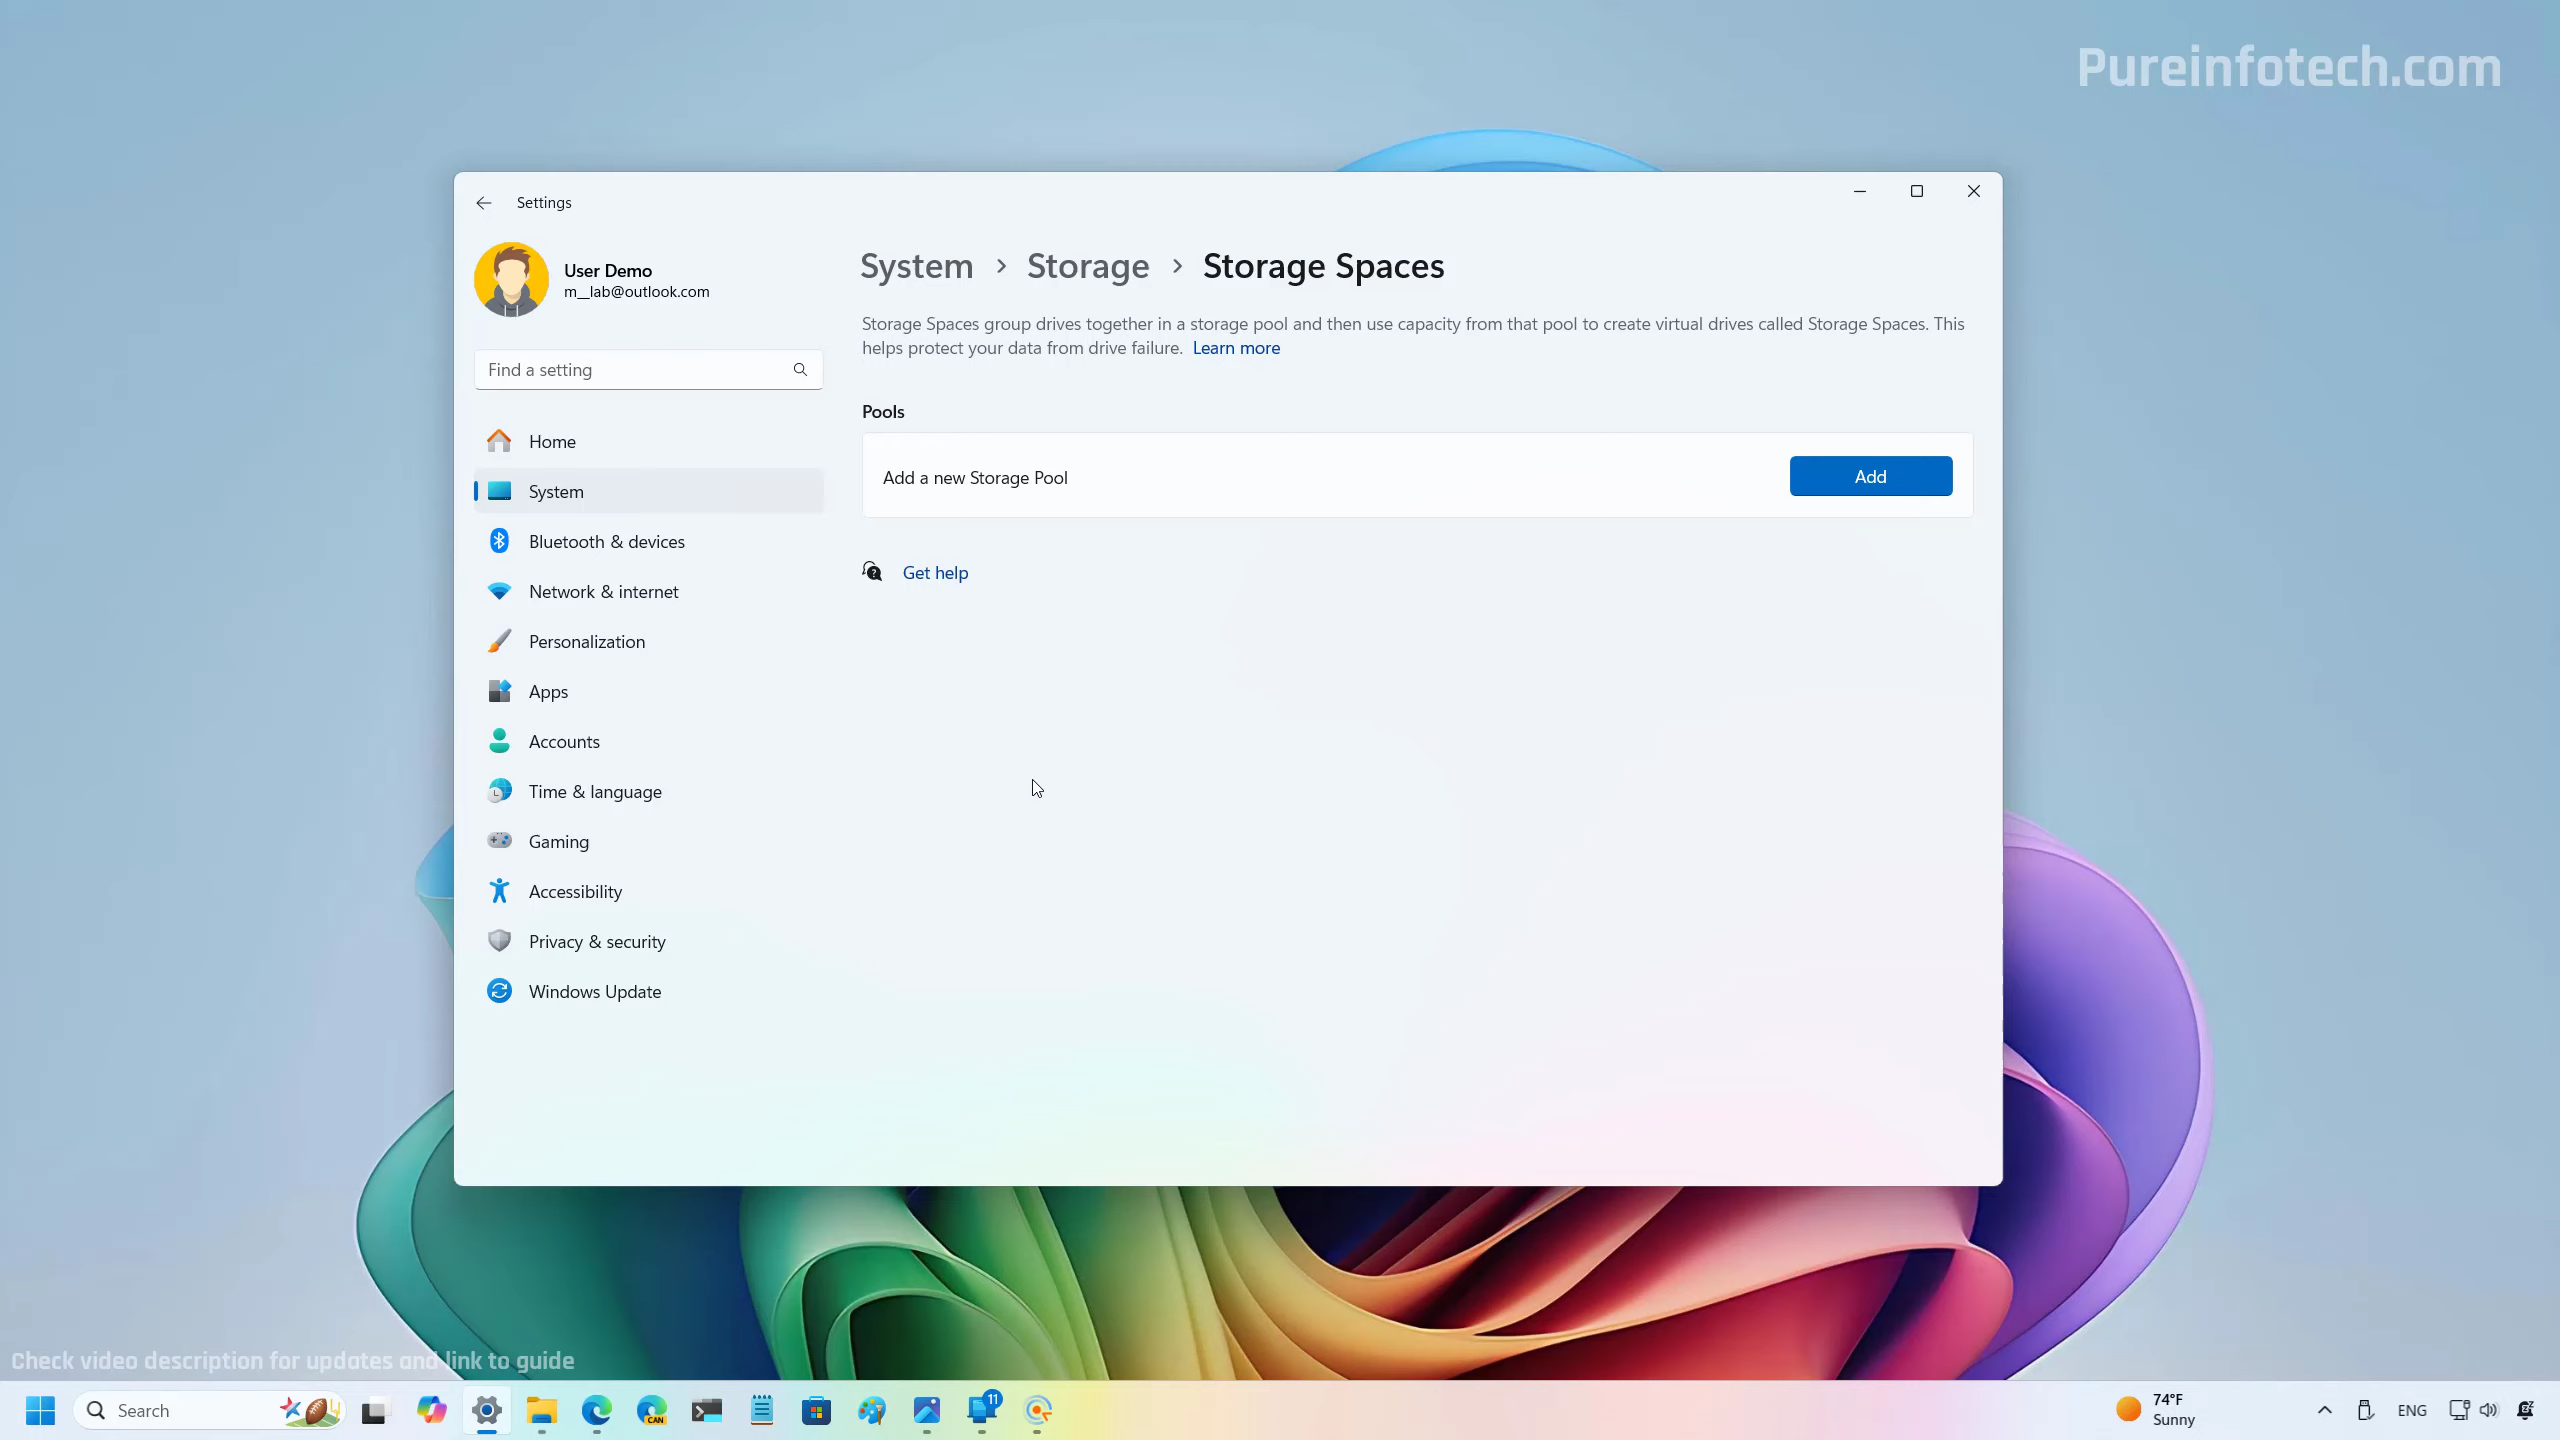 Pureinfotech.com
Settings
User Demo
m__lab@outlook.com
Find a setting
Home
System
Bluetooth & devices
Network & internet
Personalization
Apps
Accounts
Time & language
Gaming
Accessibility
Privacy & security
Windows Update
System > Storage > Storage Spaces
Storage Spaces group drives together in a storage pool and then use capacity from that pool to create virtual drives called Storage Spaces. This
helps protect your data from drive failure. Learn more
Pools
Add a new Storage Pool
Add
Get help
Check video description for updates and link to guide
Search
CAN
11
74°F
Sunny
ENG